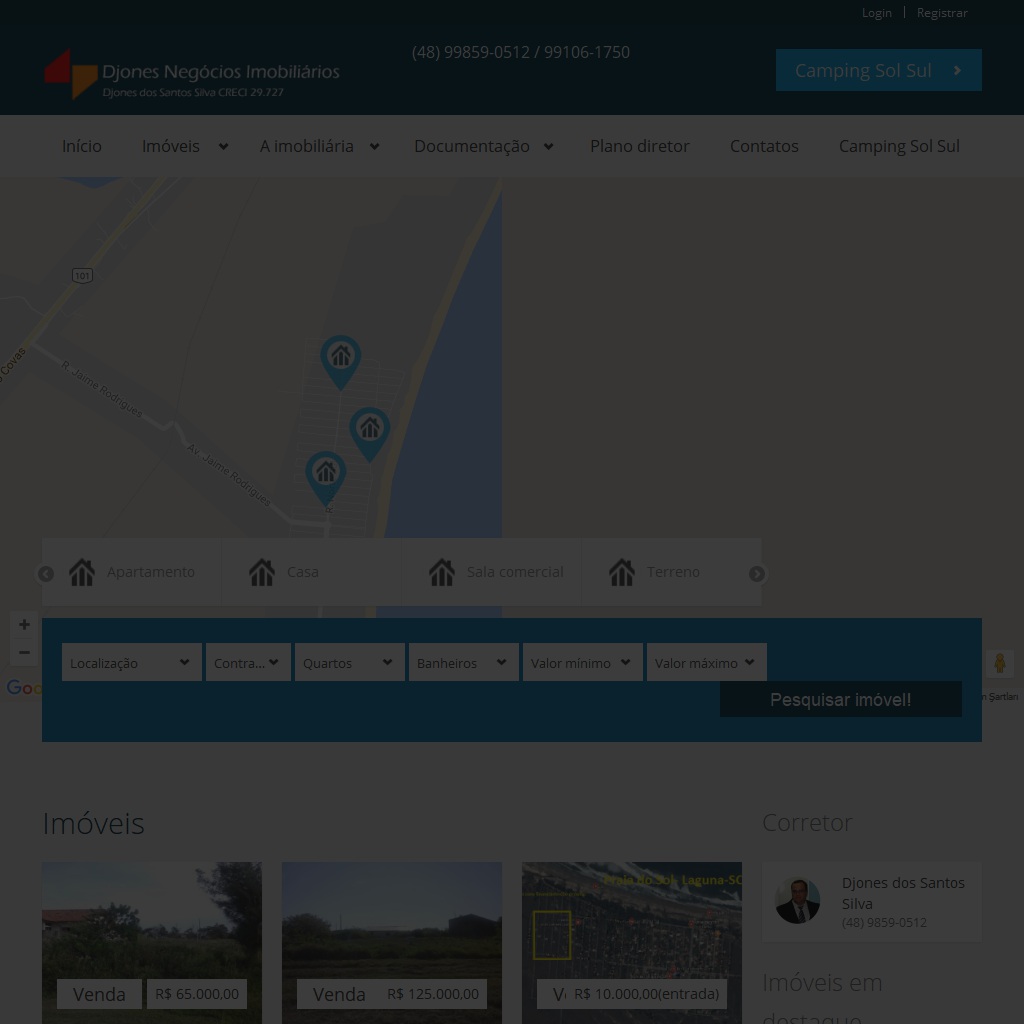 Login | Registrar
Djones Negócios Imobiliários
Djones dos Santos Silva CRECI 29.727
(48) 99859-0512 / 99106-1750
Camping Sol Sul
Início
Imóveis
A imobiliária
Documentação
Plano diretor
Contatos
Camping Sol Sul
101
Covas
R. Jaime Rodrigues
Av. Jaime Rodrigues
Apartamento
Casa
Sala comercial
Terreno
+
−
Goo
Localização
Contra...
Quartos
Banheiros
Valor mínimo
Valor máximo
Pesquisar imóvel!
n Şartları
Imóveis
Corretor
Praia do Sol- Laguna-SC
Djones dos Santos
Silva
(48) 9859-0512
Venda
R$ 65.000,00
Venda
R$ 125.000,00
R$ 10.000,00(entrada)
Imóveis em
destaque